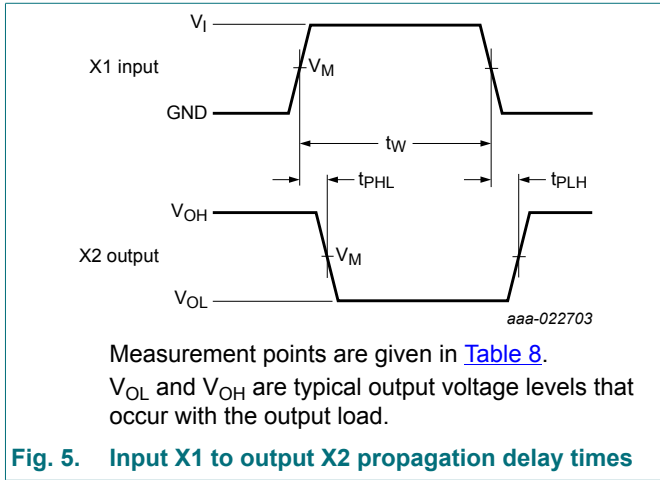 V_I
X1 input
V_M
GND
t_W
t_PHL
t_PLH
V_OH
X2 output
V_M
V_OL
aaa-022703
Measurement points are given in Table 8.
V_OL and V_OH are typical output voltage levels that
occur with the output load.
Fig. 5. Input X1 to output X2 propagation delay times